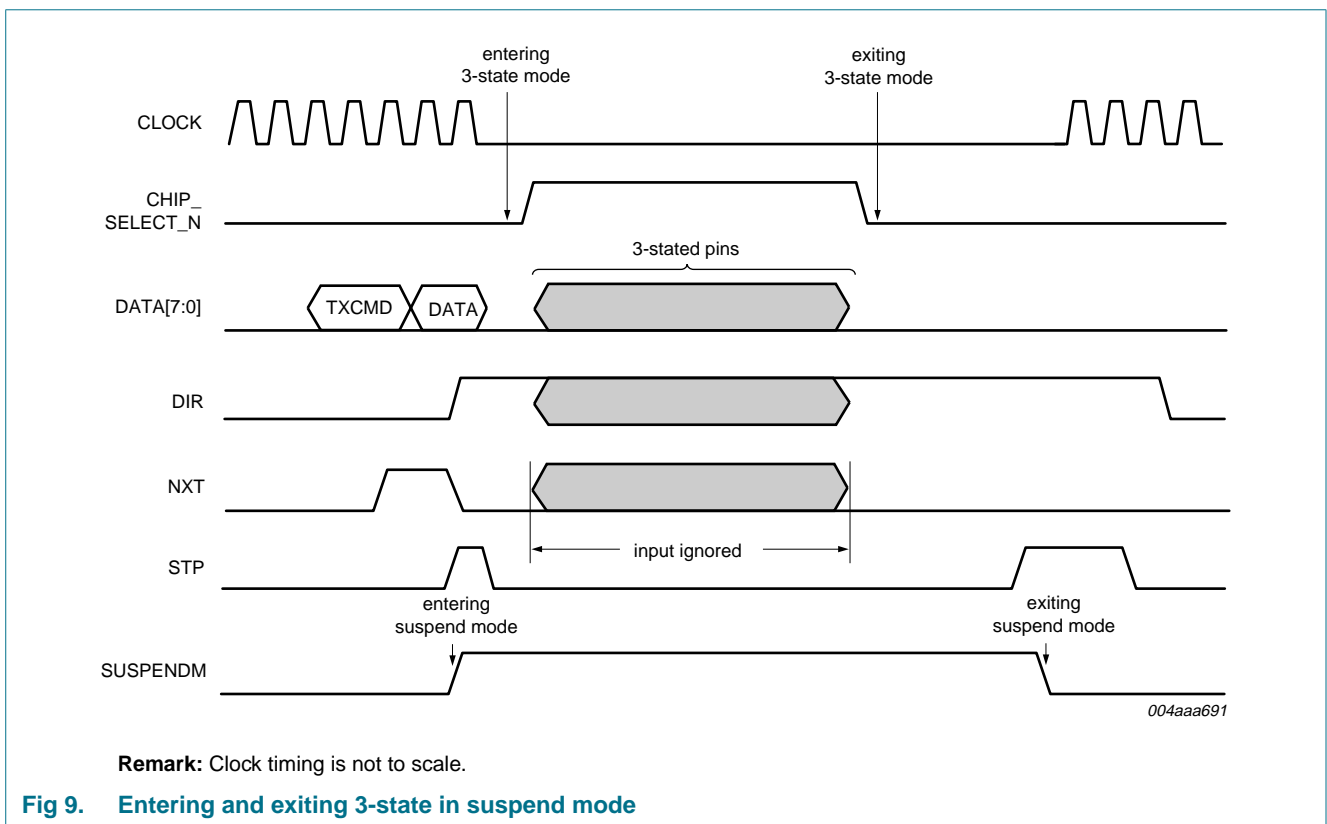 entering
3-state mode
exiting
3-state mode
CLOCK
CHIP_
SELECT_N
3-stated pins
DATA[7:0]
TXCMD
DATA
DIR
NXT
input ignored
STP
entering
suspend mode
exiting
suspend mode
SUSPENDM
004aaa691
Remark: Clock timing is not to scale.
Fig 9. Entering and exiting 3-state in suspend mode